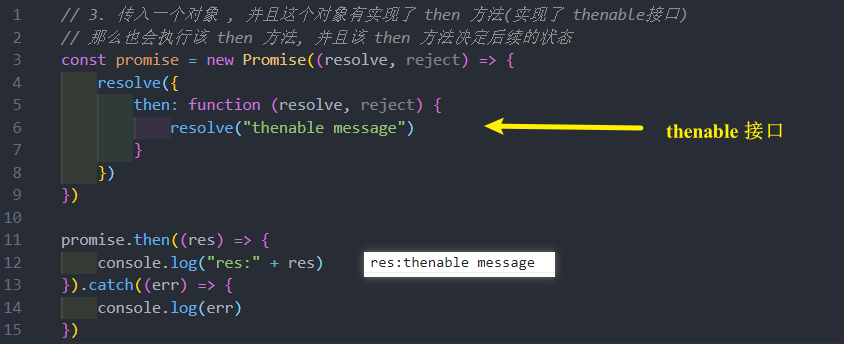 1 // 3. 传入一个对象 , 并且这个对象有实现了 then 方法(实现了 thenable接口)
2 // 那么也会执行该 then 方法, 并且该 then 方法决定后续的状态
3 const promise = new Promise((resolve, reject) => {
4 resolve({
5 then: function (resolve, reject) {
6 resolve("thenable message") thenable 接口
7 }
8 })
9 })
10
11 promise.then((res) => {
12 console.log("res:" + res) res:thenable message
13 }).catch((err) => {
14 console.log(err)
15 })